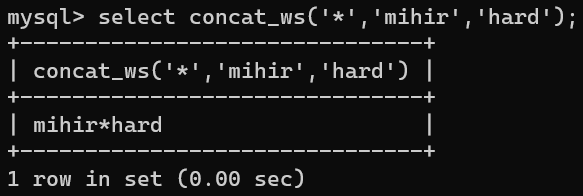 mysql> select concat_ws('*','mihir','hard');
+-------------------------------+
| concat_ws('*','mihir','hard') |
+-------------------------------+
| mihir*hard                    |
+-------------------------------+
1 row in set (0.00 sec)